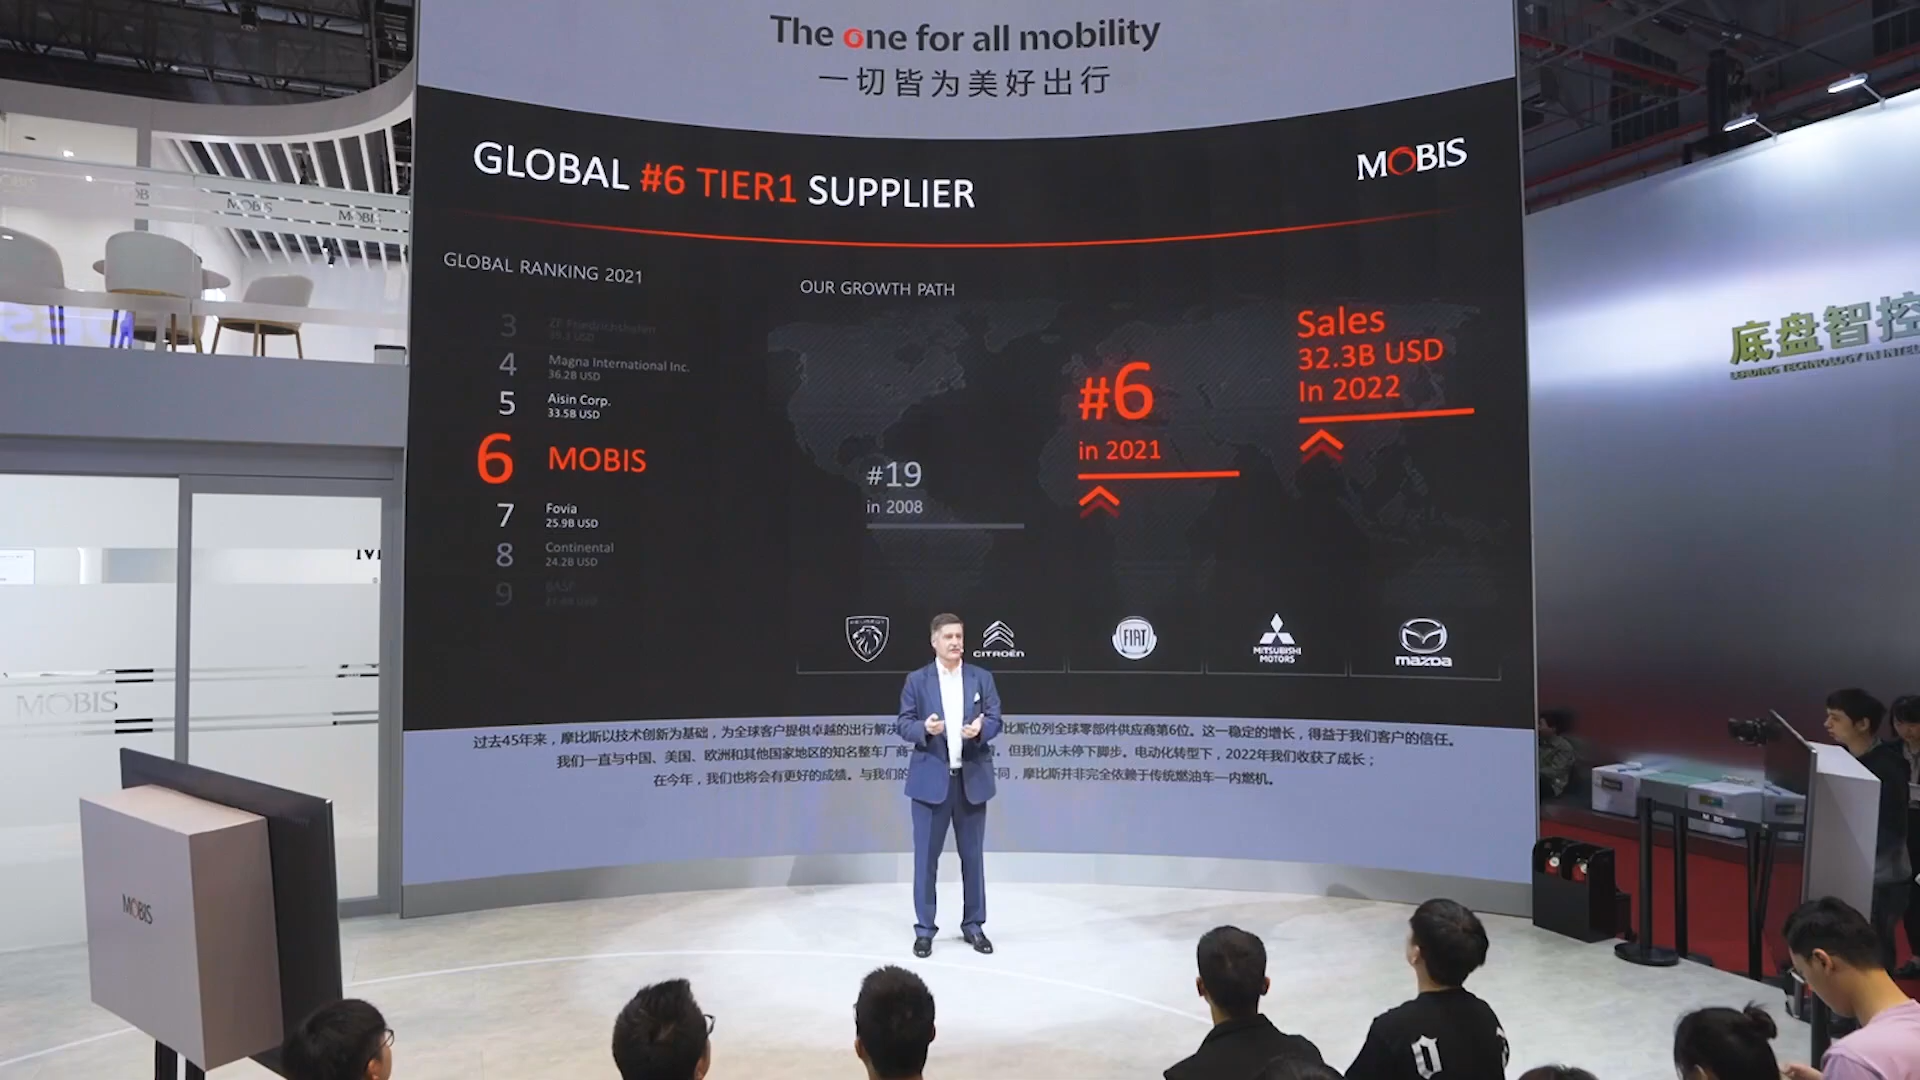 The one for all mobility
一切皆为美好出行
GLOBAL #6 TIER1 SUPPLIER
MOBIS
GLOBAL RANKING 2021
3 ZF Friedrichshafen
4 Magna International Inc.
36.2B USD
5 Aisin Corp.
33.5B USD
6 MOBIS
7 Fovia
25.9B USD
8 Continental
24.2B USD
9 BASF
OUR GROWTH PATH
#19
in 2008
#6
in 2021
Sales
32.3B USD
In 2022
PEUGEOT
CITROËN
FIAT
MITSUBISHI
MOTORS
mazda
过去45年来，摩比斯以技术创新为基础，为全球客户提供卓越的出行解决
比斯位列全球零部件供应商第6位。这一稳定的增长，得益于我们客户的信任。
我们一直与中国、美国、欧洲和其他国家地区的知名整车厂商
。但我们从未停下脚步。电动化转型下，2022年我们收获了成长；
在今年，我们也将会有更好的成绩。与我们的
不同，摩比斯并非完全依赖于传统燃油车—内燃机。
MOBIS
MOBIS
MOBIS
MOBIS
MOBIS
底盘智控